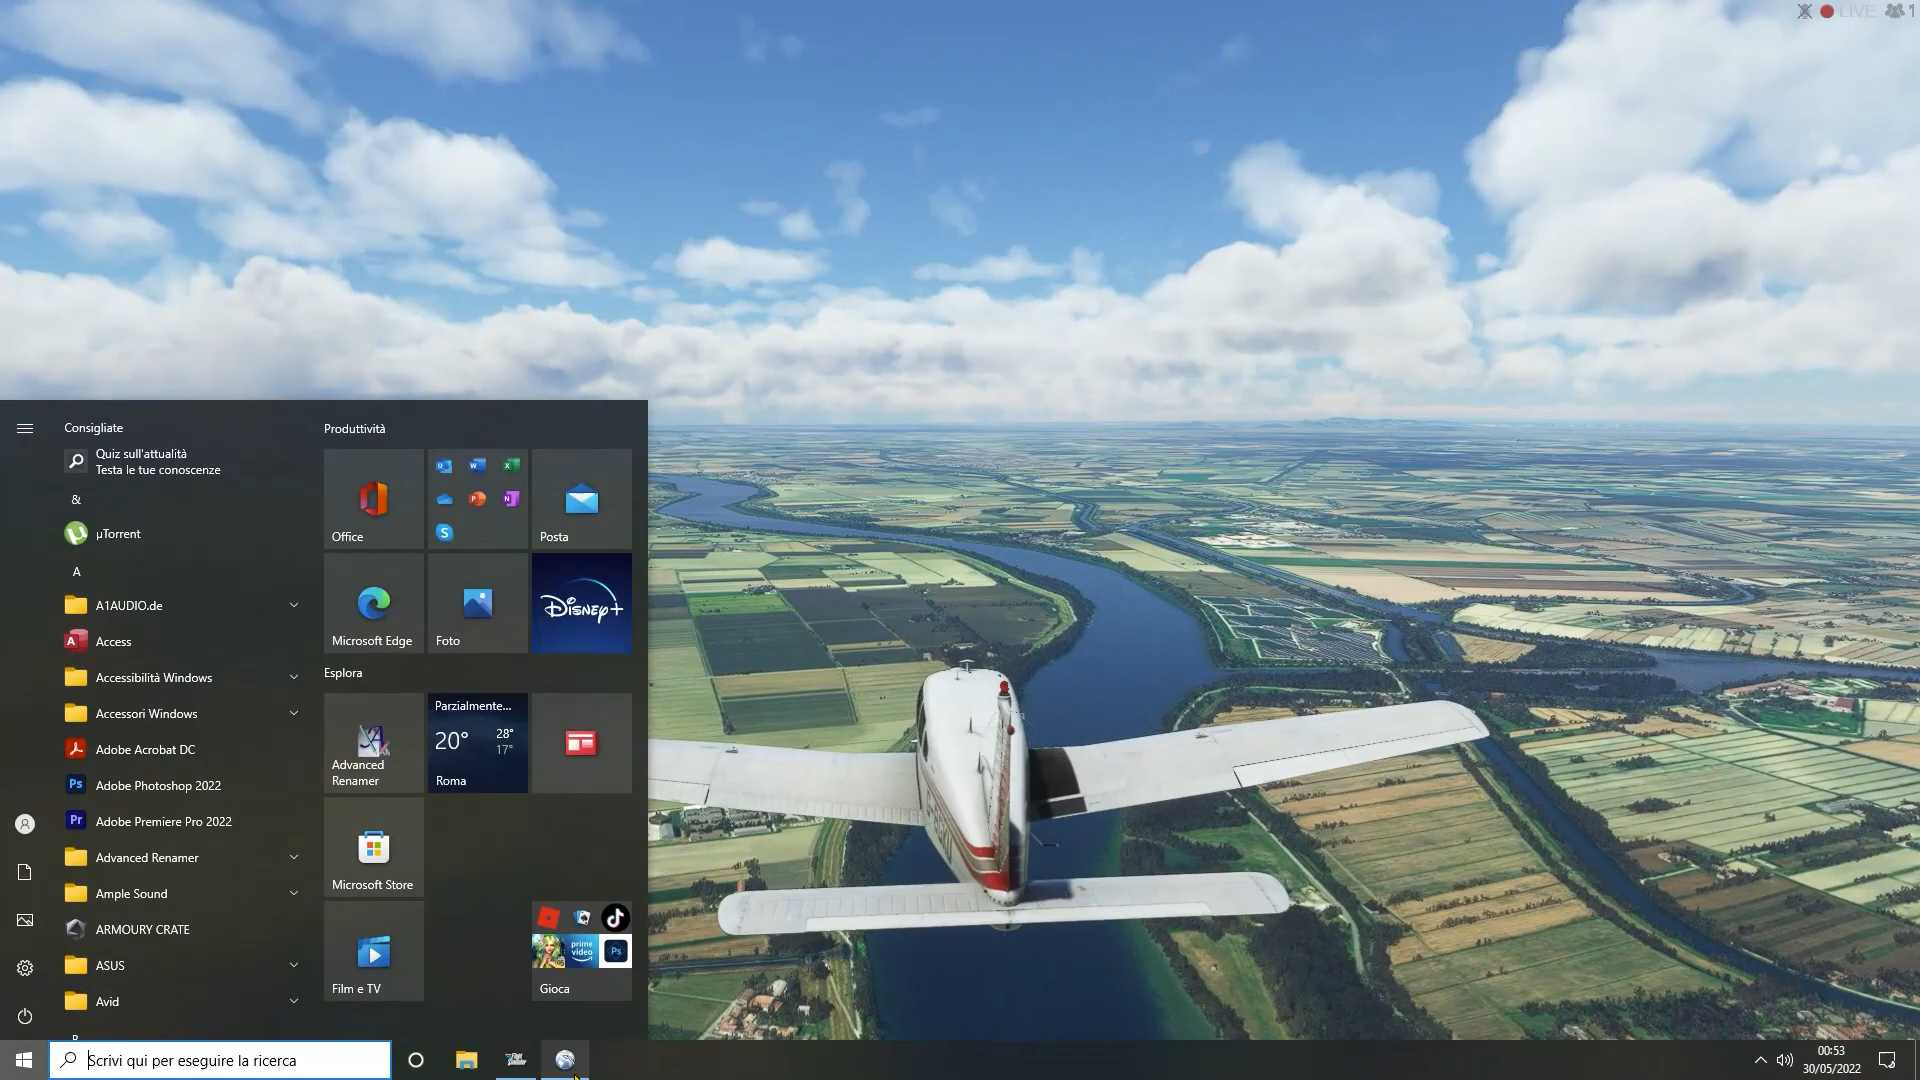 LIVE 1
Consigliate
Quiz sull'attualità
Testa le tue conoscenze
&
µTorrent
A
A1AUDIO.de
Access
Accessibilità Windows
Accessori Windows
Adobe Acrobat DC
Adobe Photoshop 2022
Adobe Premiere Pro 2022
Advanced Renamer
Ample Sound
ARMOURY CRATE
ASUS
Avid
Produttività
Office
Posta
Microsoft Edge
Foto
Disney+
Esplora
Advanced
Renamer
Parzialmente...
20° 28°
17°
Roma
Microsoft Store
Film e TV
prime video
Ps
Gioca
Scrivi qui per eseguire la ricerca
00:53
30/05/2022